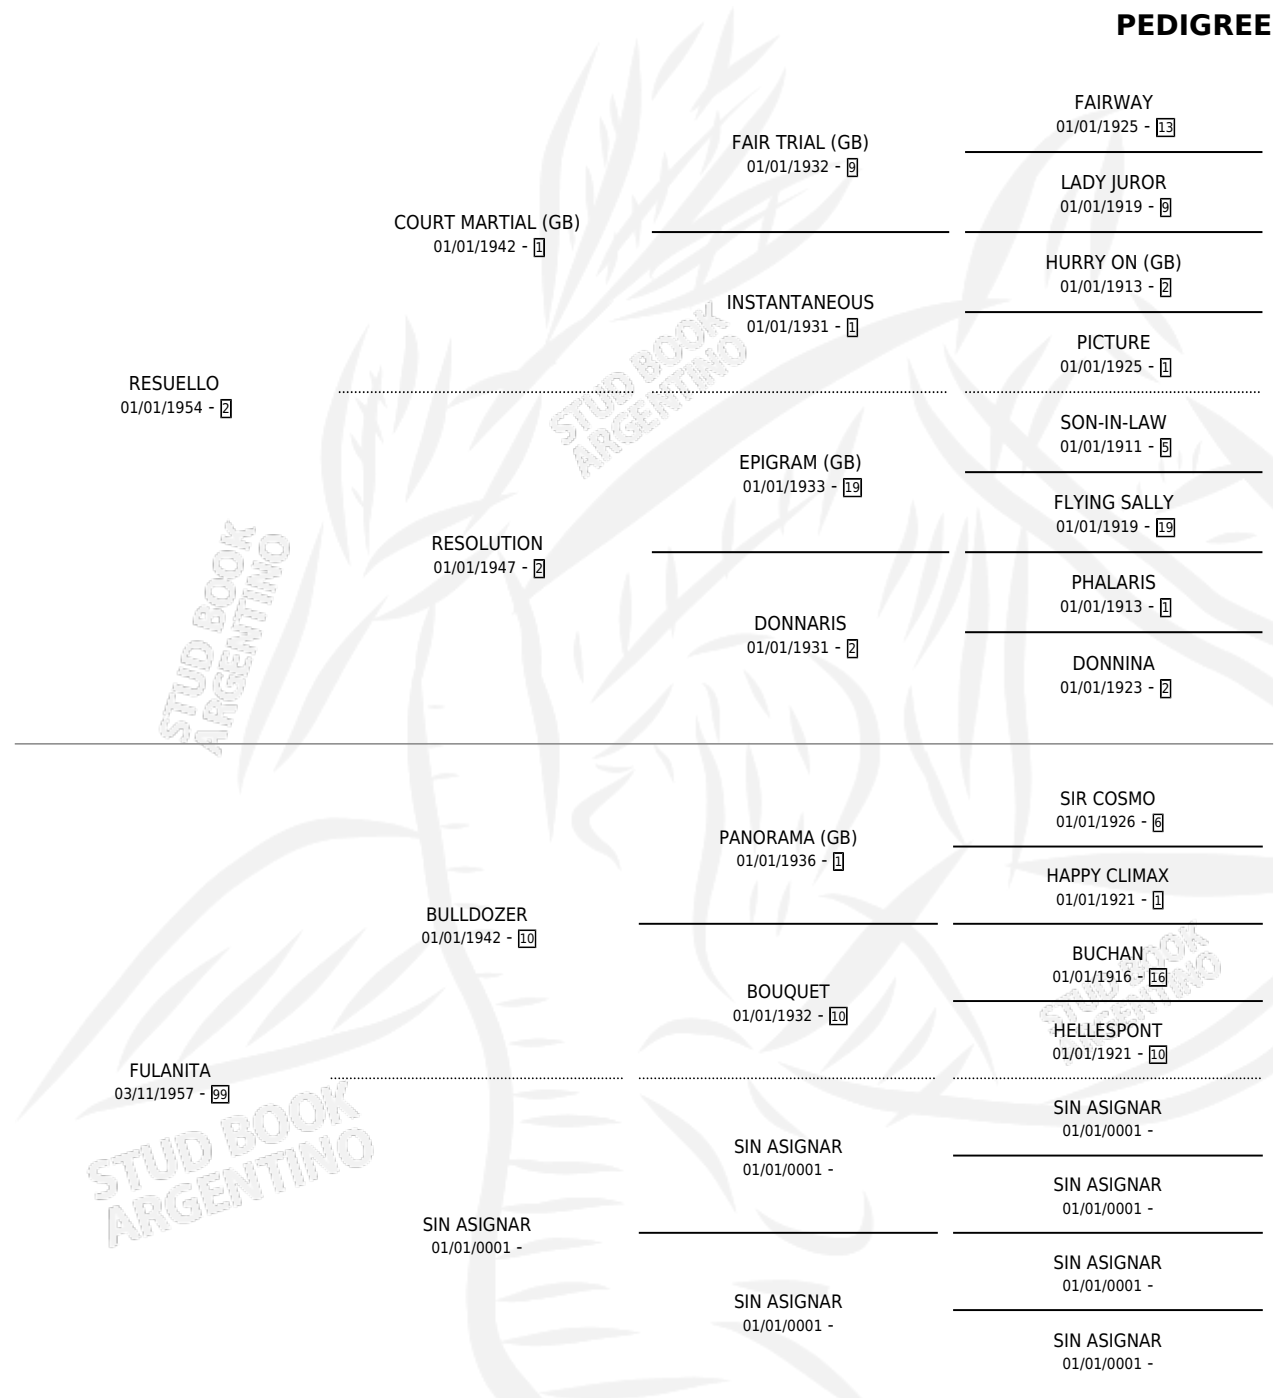 PEDIGREE
FAIRWAY
01/01/1925 - 13
FAIR TRIAL (GB)
01/01/1932 - 9
LADY JUROR
01/01/1919 - 9
COURT MARTIAL (GB)
01/01/1942 - 1
HURRY ON (GB)
01/01/1913 - 2
INSTANTANEOUS
01/01/1931 - 1
PICTURE
01/01/1925 - 1
RESUELLO
01/01/1954 - 2
SON-IN-LAW
01/01/1911 - 5
EPIGRAM (GB)
01/01/1933 - 19
FLYING SALLY
01/01/1919 - 19
RESOLUTION
01/01/1947 - 2
PHALARIS
01/01/1913 - 1
DONNARIS
01/01/1931 - 2
DONNINA
01/01/1923 - 2
SIR COSMO
01/01/1926 - 6
PANORAMA (GB)
01/01/1936 - 1
HAPPY CLIMAX
01/01/1921 - 1
BULLDOZER
01/01/1942 - 10
BUCHAN
01/01/1916 - 16
BOUQUET
01/01/1932 - 10
HELLESPONT
01/01/1921 - 10
FULANITA
03/11/1957 - 99
SIN ASIGNAR
01/01/0001 -
SIN ASIGNAR
01/01/0001 -
SIN ASIGNAR
01/01/0001 -
SIN ASIGNAR
01/01/0001 -
SIN ASIGNAR
01/01/0001 -
SIN ASIGNAR
01/01/0001 -
SIN ASIGNAR
01/01/0001 -
STUD BOOK
ARGENTINO
STUD BOOK
ARGENTINO
STUD BOOK
ARGENTINO
STUD BOOK
ARGENTINO